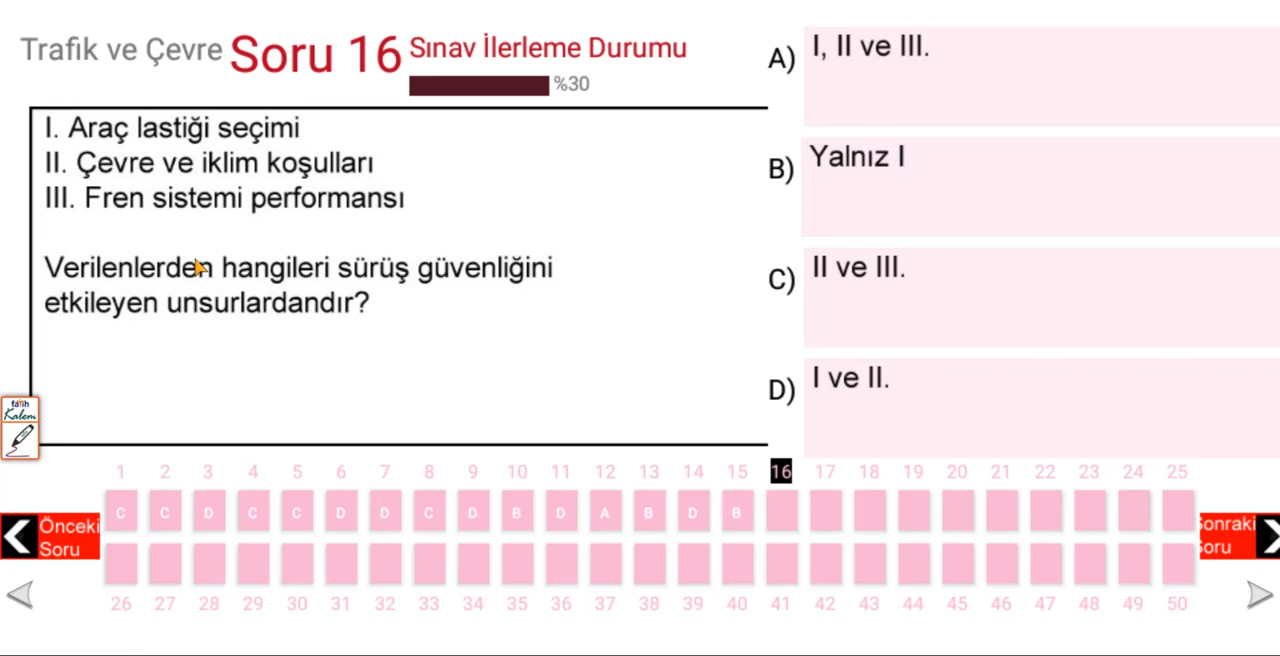 Trafik ve Çevre Soru 16 Sınav İlerleme Durumu
%30
I. Araç lastiği seçimi
II. Çevre ve iklim koşulları
III. Fren sistemi performansı
Verilenlerden hangileri sürüş güvenliğini
etkileyen unsurlardandır?
A) I, II ve III.
B) Yalnız I
C) II ve III.
D) I ve II.
fatih
Kalem
1 2 3 4 5 6 7 8 9 10 11 12 13 14 15 16 17 18 19 20 21 22 23 24 25
C C D C C D D C D B D A B D B
Önceki
Soru
Sonraki
Soru
26 27 28 29 30 31 32 33 34 35 36 37 38 39 40 41 42 43 44 45 46 47 48 49 50